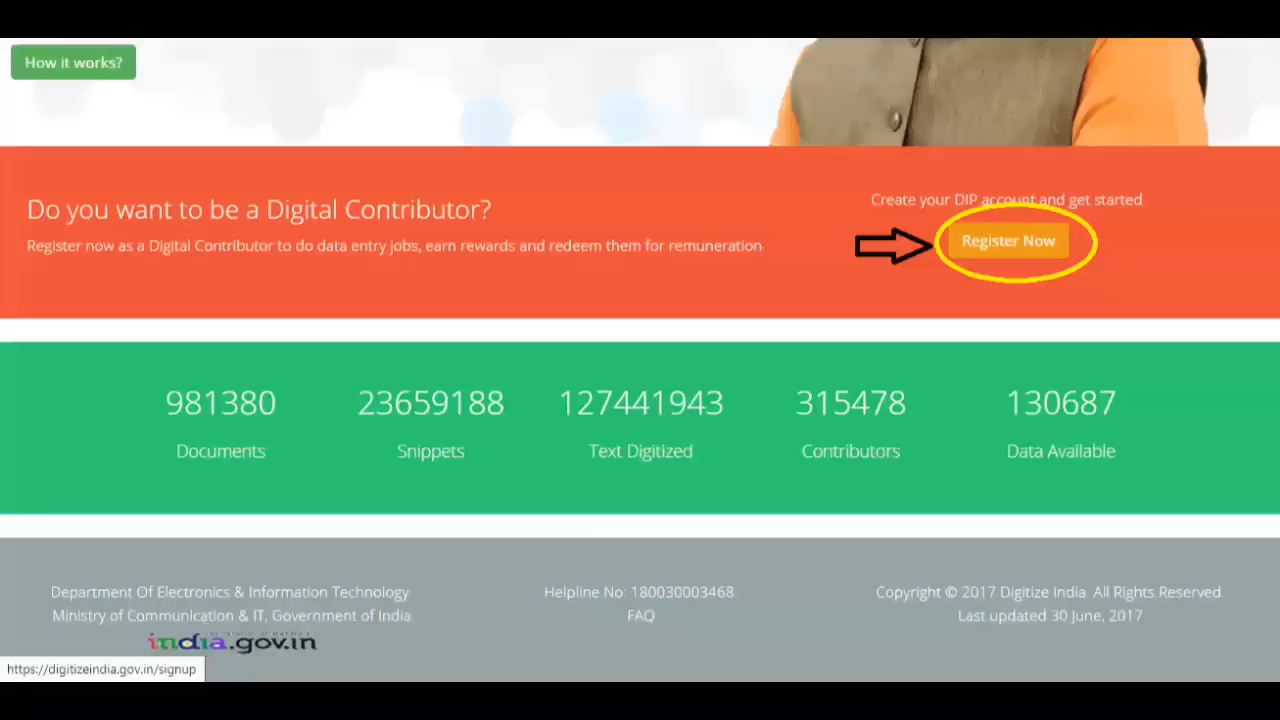 How it works?
Do you want to be a Digital Contributor?
Register now as a Digital Contributor to do data entry jobs, earn rewards and redeem them for remuneration
Create your DIP account and get started
Register Now
981380 23659188 127441943 315478 130687
Documents Snippets Text Digitized Contributors Data Available
Department Of Electronics & Information Technology
Ministry of Communication & IT, Government of India
india.gov.in
Helpline No: 180030003468
FAQ
Copyright © 2017 Digitize India. All Rights Reserved
Last updated 30 June, 2017
https://digitizeindia.gov.in/signup